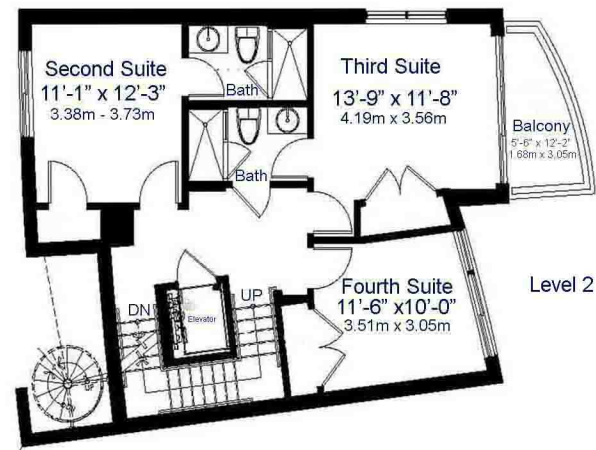 Second Suite
11'-1" x 12'-3"
3.38m - 3.73m
Bath
Third Suite
13'-9" x 11'-8"
4.19m x 3.56m
Balcony
5'-6" x 12'-2"
1.68m x 3.05m
Bath
Fourth Suite
11'-6" x10'-0"
3.51m x 3.05m
Level 2
DN
UP
Elevator